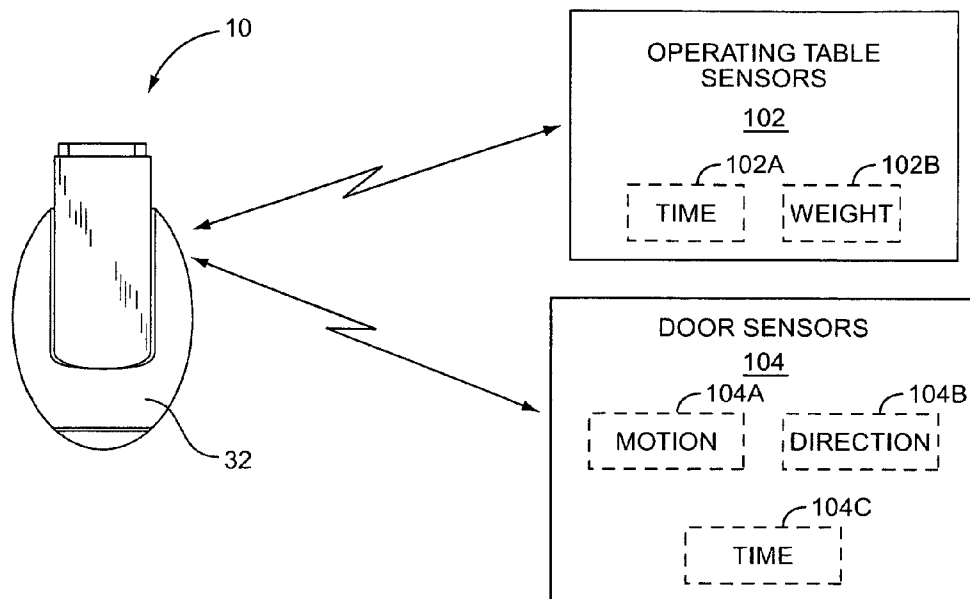 10
32
OPERATING TABLE
SENSORS
102
102A
102B
TIME
WEIGHT
DOOR SENSORS
104
104A
104B
MOTION
DIRECTION
104C
TIME